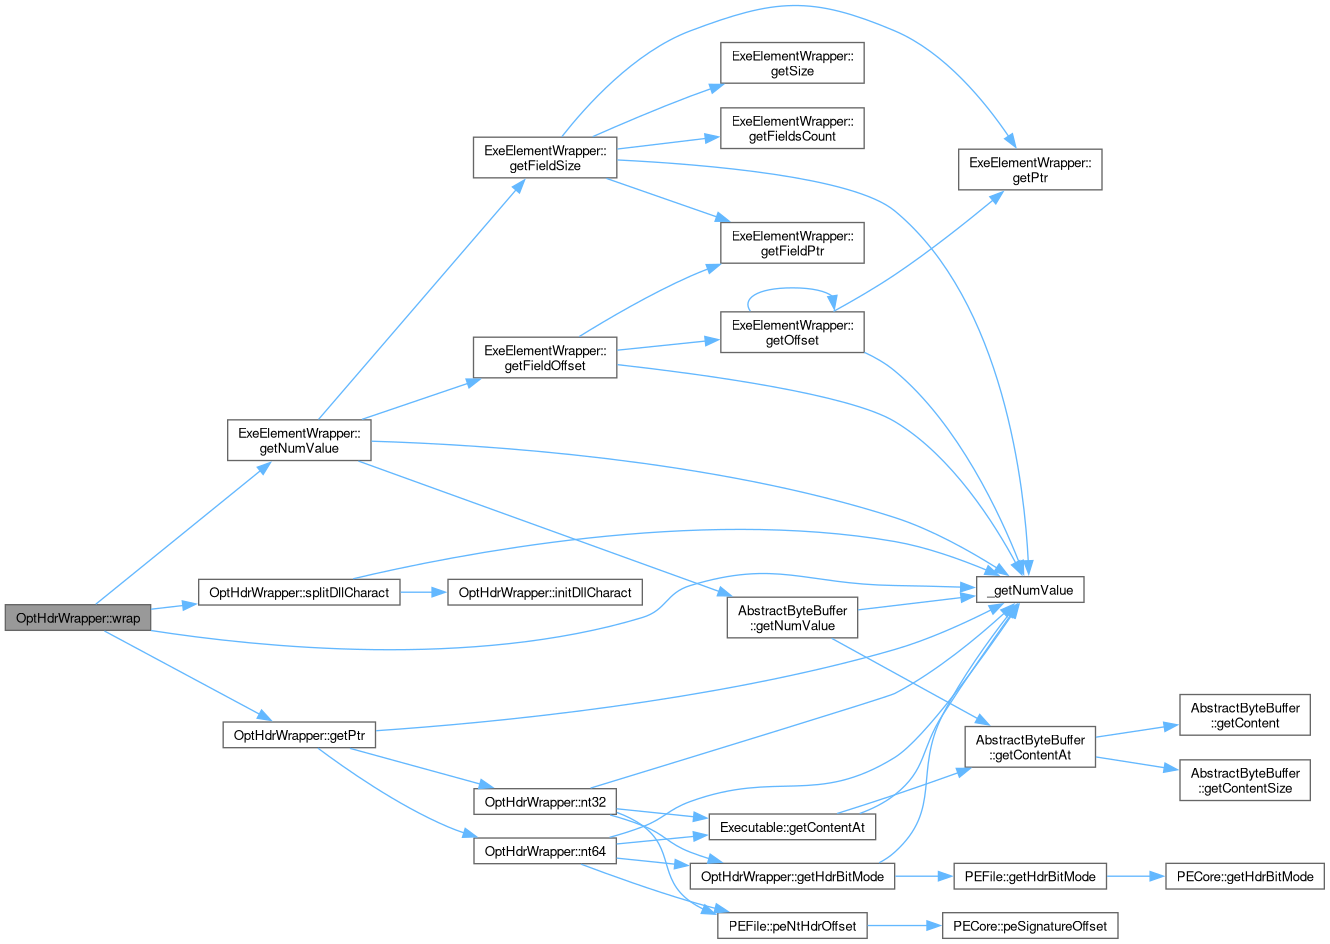 ExeElementWrapper::
getSize
ExeElementWrapper::
getFieldsCount
ExeElementWrapper::
getFieldSize
ExeElementWrapper::
getPtr
ExeElementWrapper::
getFieldPtr
ExeElementWrapper::
getOffset
ExeElementWrapper::
getFieldOffset
ExeElementWrapper::
getNumValue
OptHdrWrapper::splitDllCharact
OptHdrWrapper::initDllCharact
_getNumValue
OptHdrWrapper::wrap
AbstractByteBuffer
::getNumValue
OptHdrWrapper::getPtr
AbstractByteBuffer
::getContent
AbstractByteBuffer
::getContentAt
AbstractByteBuffer
::getContentSize
OptHdrWrapper::nt32
Executable::getContentAt
OptHdrWrapper::nt64
OptHdrWrapper::getHdrBitMode
PEFile::getHdrBitMode
PECore::getHdrBitMode
PEFile::peNtHdrOffset
PECore::peSignatureOffset